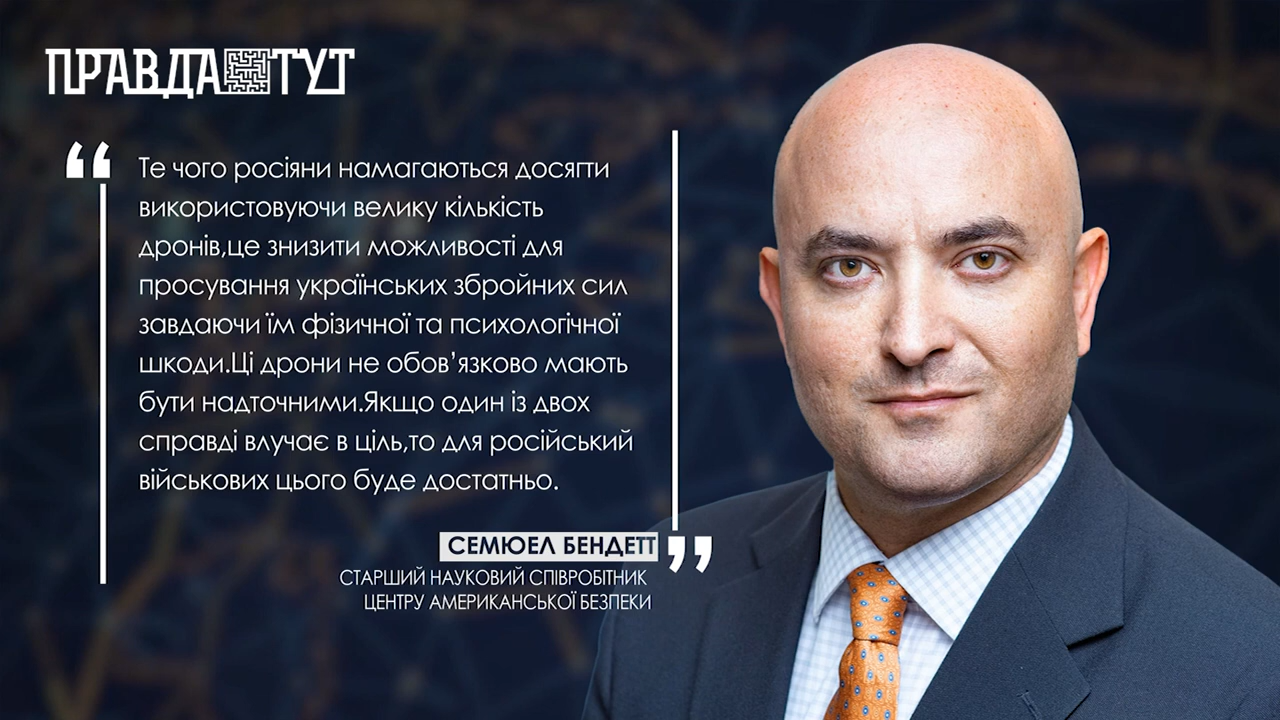 ПРАВДА ТУТ
“ Те чого росіяни намагаються досягти
використовуючи велику кількість
дронів,це знизити можливості для
просування українських збройних сил
завдаючи їм фізичної та психологічної
шкоди.Ці дрони не обов’язково мають
бути надточними.Якщо один із двох
справді влучає в ціль,то для російський
військових цього буде достатньо.
СЕМЮЕЛ БЕНДЕТТ ”
СТАРШИЙ НАУКОВИЙ СПІВРОБІТНИК
ЦЕНТРУ АМЕРИКАНСЬКОЇ БЕЗПЕКИ